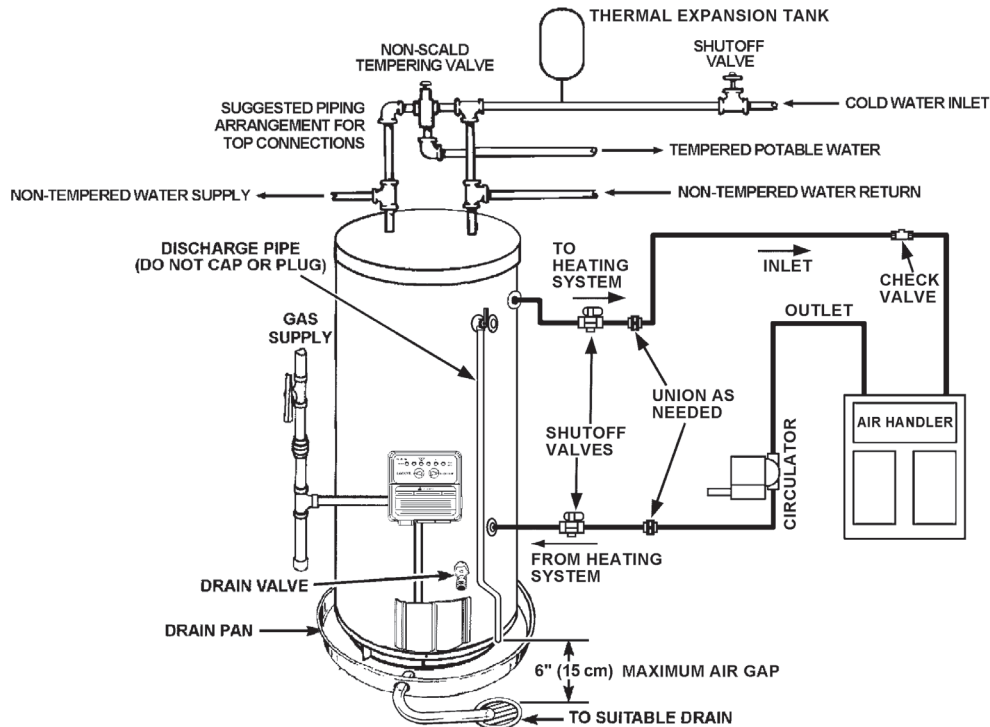 THERMAL EXPANSION TANK
NON-SCALD
TEMPERING VALVE
SHUTOFF
VALVE
SUGGESTED PIPING
ARRANGEMENT FOR
TOP CONNECTIONS
COLD WATER INLET
TEMPERED POTABLE WATER
NON-TEMPERED WATER SUPPLY
NON-TEMPERED WATER RETURN
DISCHARGE PIPE
(DO NOT CAP OR PLUG)
TO
HEATING
SYSTEM
INLET
CHECK
VALVE
GAS
SUPPLY
OUTLET
UNION AS
NEEDED
SHUTOFF
VALVES
AIR HANDLER
CIRCULATOR
FROM HEATING
SYSTEM
DRAIN VALVE
DRAIN PAN
6" (15 cm) MAXIMUM AIR GAP
TO SUITABLE DRAIN